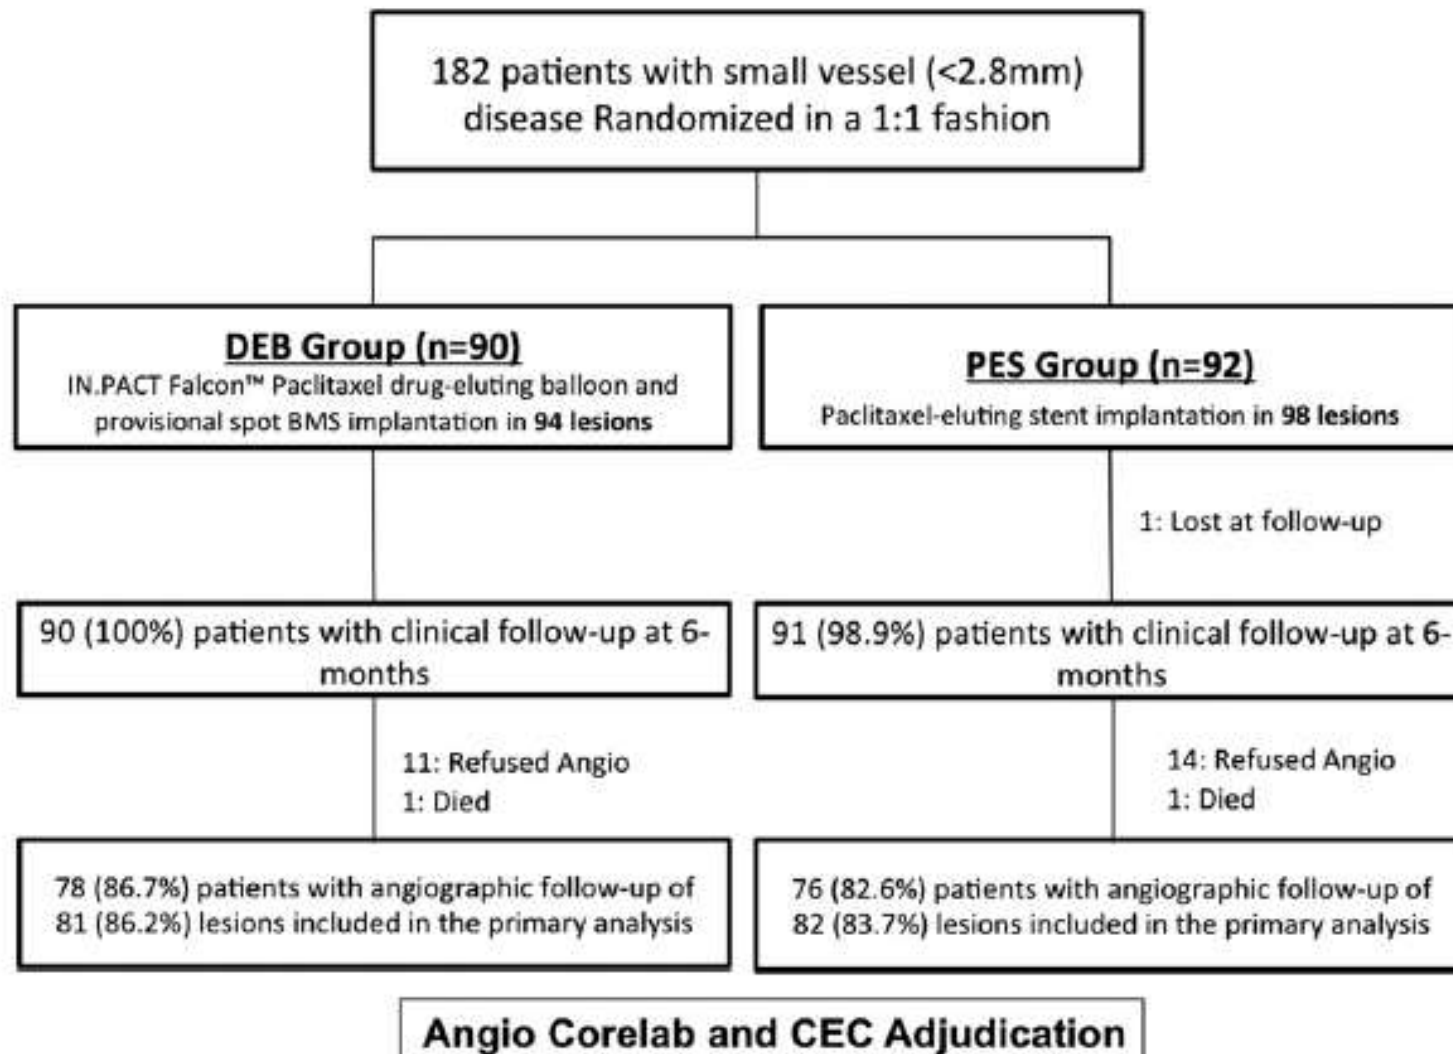 182 patients with small vessel (<2.8mm)
disease Randomized in a 1:1 fashion
DEB Group (n=90)
IN.PACT Falcon™ Paclitaxel drug-eluting balloon and
provisional spot BMS implantation in 94 lesions
PES Group (n=92)
Paclitaxel-eluting stent implantation in 98 lesions
1: Lost at follow-up
90 (100%) patients with clinical follow-up at 6-
months
91 (98.9%) patients with clinical follow-up at 6-
months
11: Refused Angio
1: Died
14: Refused Angio
1: Died
78 (86.7%) patients with angiographic follow-up of
81 (86.2%) lesions included in the primary analysis
76 (82.6%) patients with angiographic follow-up of
82 (83.7%) lesions included in the primary analysis
Angio Corelab and CEC Adjudication